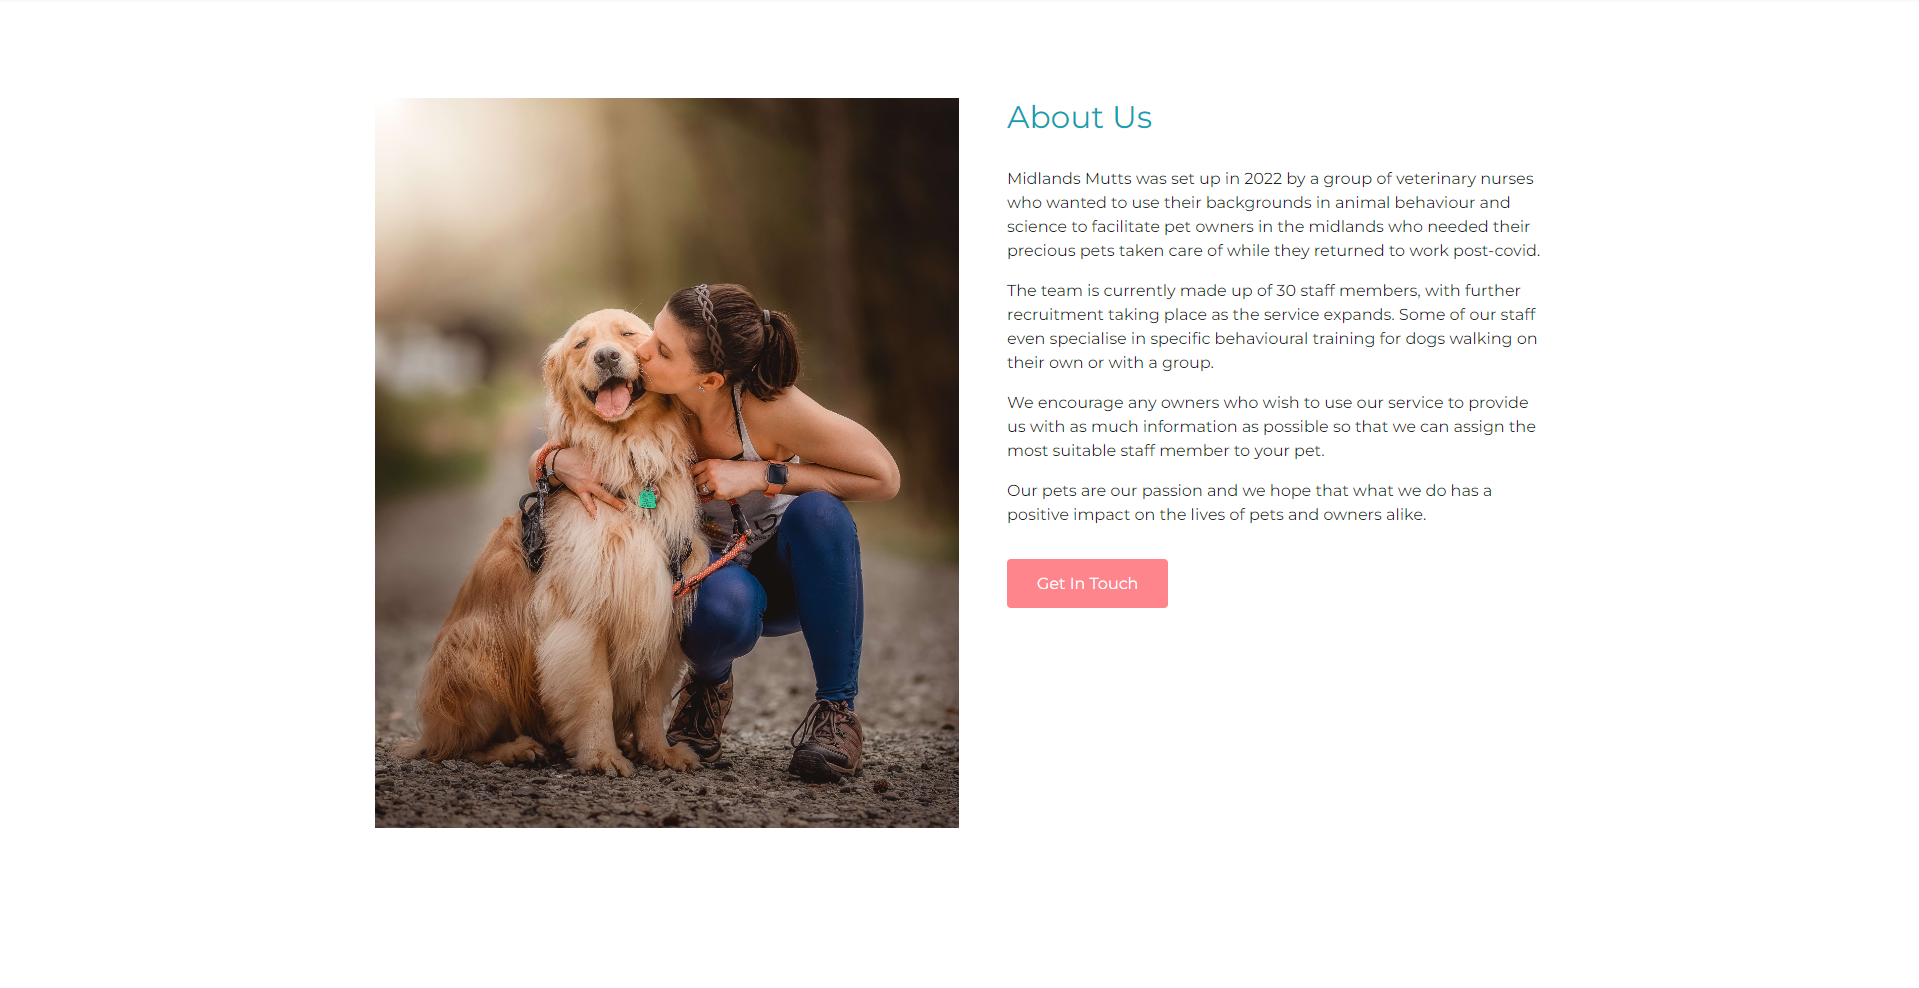 About Us
Midlands Mutts was set up in 2022 by a group of veterinary nurses
who wanted to use their backgrounds in animal behaviour and
science to facilitate pet owners in the midlands who needed their
precious pets taken care of while they returned to work post-covid.
The team is currently made up of 30 staff members, with further
recruitment taking place as the service expands. Some of our staff
even specialise in specific behavioural training for dogs walking on
their own or with a group.
We encourage any owners who wish to use our service to provide
us with as much information as possible so that we can assign the
most suitable staff member to your pet.
Our pets are our passion and we hope that what we do has a
positive impact on the lives of pets and owners alike.
Get In Touch